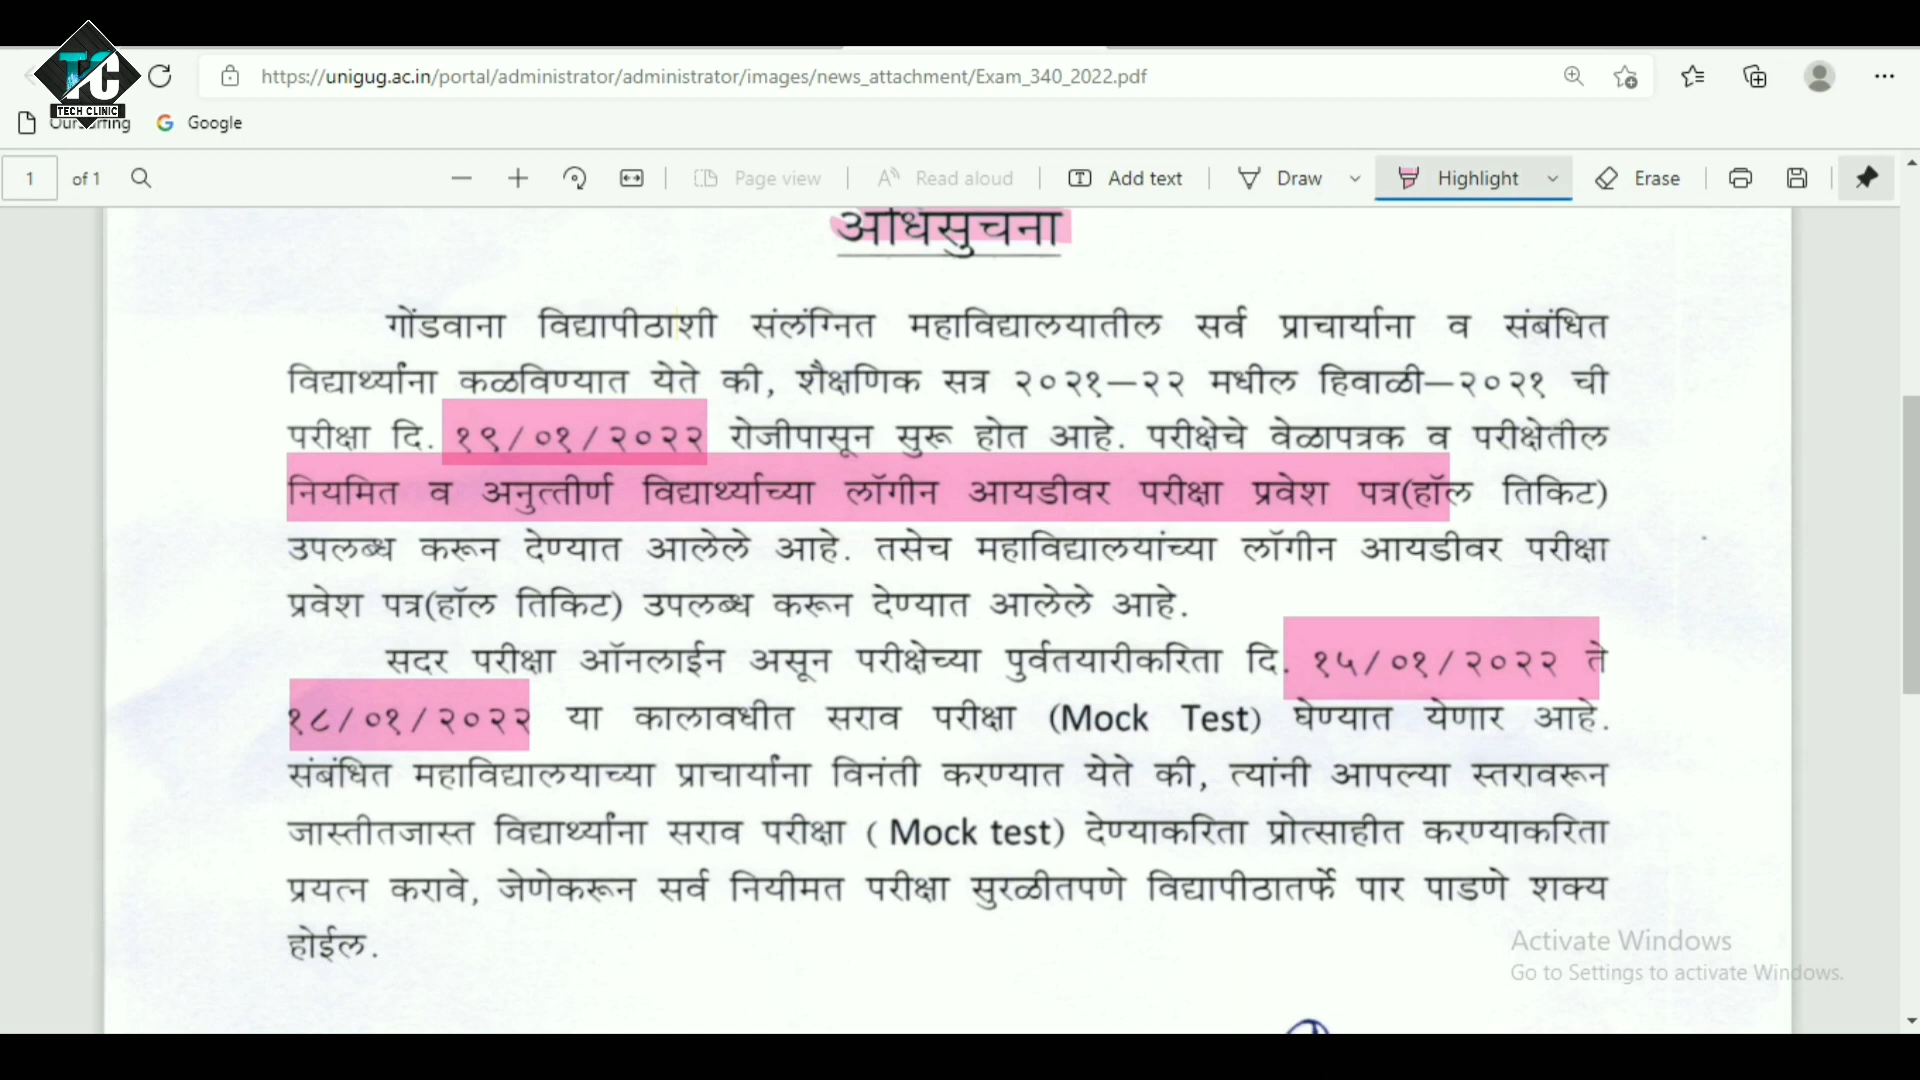 TC
TECH CLINIC
https://unigug.ac.in/portal/administrator/administrator/images/news_attachment/Exam_340_2022.pdf
Google
1 of 1 Page view Read aloud Add text Draw Highlight Erase
अधिसुचना
गोंडवाना विद्यापीठाशी संलंग्नित महाविद्यालयातील सर्व प्राचार्यांना व संबंधित
विद्यार्थ्यांना कळविण्यात येते की, शैक्षणिक सत्र २०२१–२२ मधील हिवाळी–२०२१ ची
परीक्षा दि. १९/०१/२०२२ रोजीपासून सुरू होत आहे. परीक्षेचे वेळापत्रक व परीक्षेतील
नियमित व अनुत्तीर्ण विद्यार्थ्याच्या लॉगीन आयडीवर परीक्षा प्रवेश पत्र(हॉल तिकिट)
उपलब्ध करून देण्यात आलेले आहे. तसेच महाविद्यालयांच्या लॉगीन आयडीवर परीक्षा
प्रवेश पत्र(हॉल तिकिट) उपलब्ध करून देण्यात आलेले आहे.
सदर परीक्षा ऑनलाईन असून परीक्षेच्या पुर्वतयारीकरिता दि. १५/०१/२०२२ ते
१८/०१/२०२२ या कालावधीत सराव परीक्षा (Mock Test) घेण्यात येणार आहे.
संबंधित महाविद्यालयाच्या प्राचार्यांना विनंती करण्यात येते की, त्यांनी आपल्या स्तरावरून
जास्तीतजास्त विद्यार्थ्यांना सराव परीक्षा ( Mock test) देण्याकरिता प्रोत्साहीत करण्याकरिता
प्रयत्न करावे, जेणेकरून सर्व नियीमत परीक्षा सुरळीतपणे विद्यापीठातर्फे पार पाडणे शक्य
होईल.
Activate Windows
Go to Settings to activate Windows.